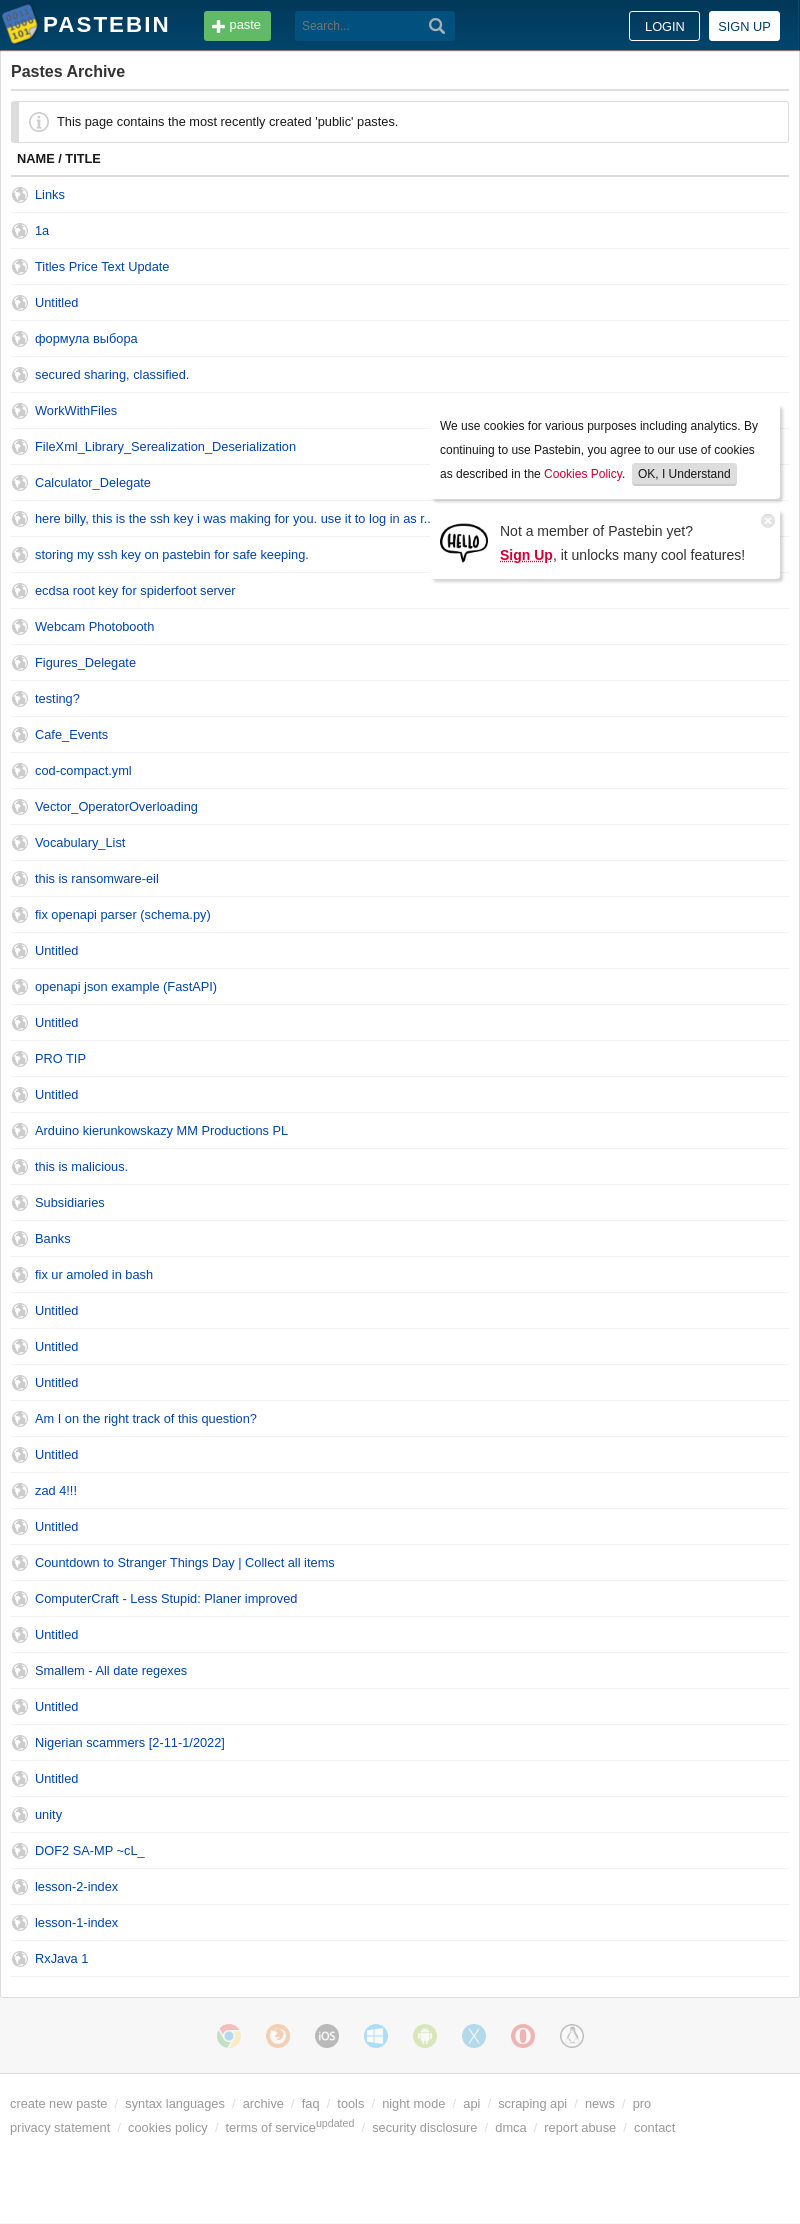 PASTEBIN
paste
Search...
LOGIN
SIGN UP
Pastes Archive
This page contains the most recently created 'public' pastes.
NAME / TITLE
Links
1a
Titles Price Text Update
Untitled
формула выбора
secured sharing, classified.
WorkWithFiles
FileXml_Library_Serealization_Deserialization
Calculator_Delegate
here billy, this is the ssh key i was making for you. use it to log in as r..
storing my ssh key on pastebin for safe keeping.
ecdsa root key for spiderfoot server
We use cookies for various purposes including analytics. By
continuing to use Pastebin, you agree to our use of cookies
as described in the Cookies Policy. OK, I Understand
HELLO
Not a member of Pastebin yet?
Sign Up, it unlocks many cool features!
Webcam Photobooth
Figures_Delegate
testing?
Cafe_Events
cod-compact.yml
Vector_OperatorOverloading
Vocabulary_List
this is ransomware-eil
fix openapi parser (schema.py)
Untitled
openapi json example (FastAPI)
Untitled
PRO TIP
Untitled
Arduino kierunkowskazy MM Productions PL
this is malicious.
Subsidiaries
Banks
fix ur amoled in bash
Untitled
Untitled
Untitled
Am I on the right track of this question?
Untitled
zad 4!!!
Untitled
Countdown to Stranger Things Day | Collect all items
ComputerCraft - Less Stupid: Planer improved
Untitled
Smallem - All date regexes
Untitled
Nigerian scammers [2-11-1/2022]
Untitled
unity
DOF2 SA-MP ~cL_
lesson-2-index
lesson-1-index
RxJava 1
iOS
create new paste / syntax languages / archive / faq / tools / night mode / api / scraping api / news / pro
privacy statement / cookies policy / terms of service updated / security disclosure / dmca / report abuse / contact